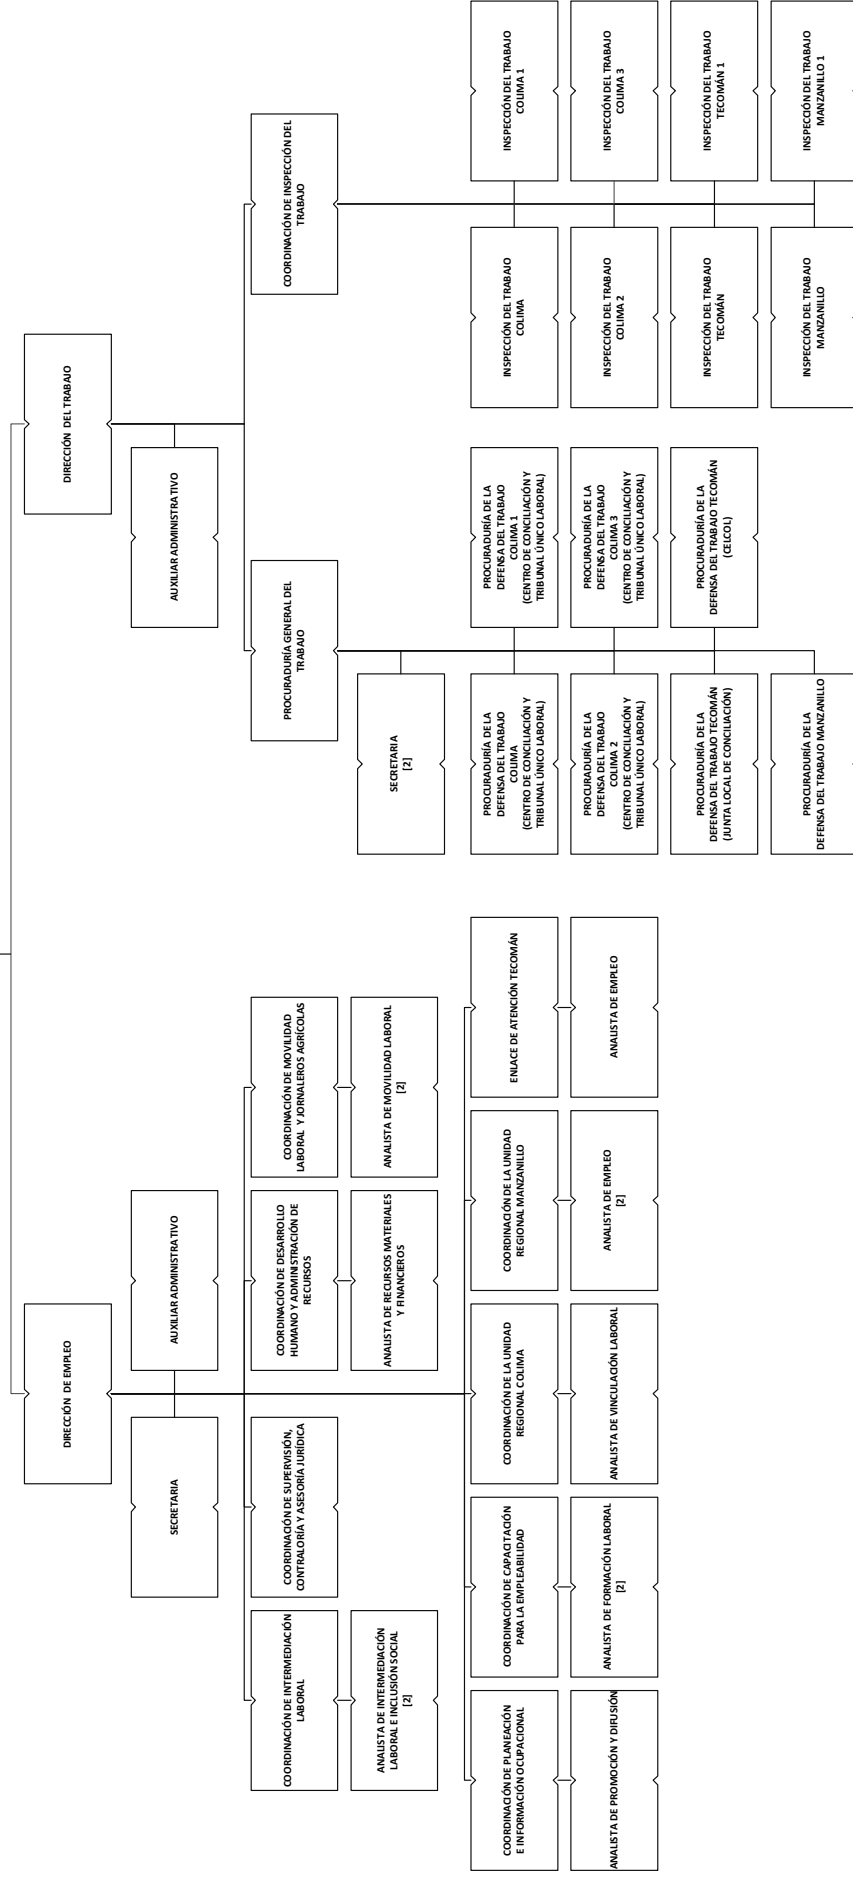 DIRECCIÓN DE EMPLEO
SECRETARIA
AUXILIAR ADMINISTRATIVO
COORDINACIÓN DE INTERMEDIACIÓN
LABORAL
ANALISTA DE INTERMEDIACIÓN
LABORAL E INCLUSIÓN SOCIAL
[2]
COORDINACIÓN DE SUPERVISIÓN,
CONTRALORÍA Y ASESORÍA JURÍDICA
COORDINACIÓN DE DESARROLLO
HUMANO Y ADMINISTRACIÓN DE
RECURSOS
ANALISTA DE RECURSOS MATERIALES
Y FINANCIEROS
COORDINACIÓN DE MOVILIDAD
LABORAL Y JORNALEROS AGRÍCOLAS
ANALISTA DE MOVILIDAD LABORAL
[2]
COORDINACIÓN DE PLANEACIÓN
E INFORMACIÓN OCUPACIONAL
ANALISTA DE PROMOCIÓN Y DIFUSIÓN
COORDINACIÓN DE CAPACITACIÓN
PARA LA EMPLEABILIDAD
ANALISTA DE FORMACIÓN LABORAL
[2]
COORDINACIÓN DE LA UNIDAD
REGIONAL COLIMA
ANALISTA DE VINCULACIÓN LABORAL
COORDINACIÓN DE LA UNIDAD
REGIONAL MANZANILLO
ANALISTA DE EMPLEO
[2]
ENLACE DE ATENCIÓN TECOMÁN
ANALISTA DE EMPLEO
DIRECCIÓN DEL TRABAJO
AUXILIAR ADMINISTRATIVO
PROCURADURÍA GENERAL DEL
TRABAJO
SECRETARIA
[2]
PROCURADURÍA DE LA
DEFENSA DEL TRABAJO
COLIMA
(CENTRO DE CONCILIACIÓN Y
TRIBUNAL ÚNICO LABORAL)
PROCURADURÍA DE LA
DEFENSA DEL TRABAJO
COLIMA 1
(CENTRO DE CONCILIACIÓN Y
TRIBUNAL ÚNICO LABORAL)
PROCURADURÍA DE LA
DEFENSA DEL TRABAJO
COLIMA 2
(CENTRO DE CONCILIACIÓN Y
TRIBUNAL ÚNICO LABORAL)
PROCURADURÍA DE LA
DEFENSA DEL TRABAJO
COLIMA 3
(CENTRO DE CONCILIACIÓN Y
TRIBUNAL ÚNICO LABORAL)
PROCURADURÍA DE LA
DEFENSA DEL TRABAJO TECOMÁN
(JUNTA LOCAL DE CONCILIACIÓN)
PROCURADURÍA DE LA
DEFENSA DEL TRABAJO TECOMÁN
(CELCOL)
PROCURADURÍA DE LA
DEFENSA DEL TRABAJO MANZANILLO
COORDINACIÓN DE INSPECCIÓN DEL
TRABAJO
INSPECCIÓN DEL TRABAJO
COLIMA
INSPECCIÓN DEL TRABAJO
COLIMA 1
INSPECCIÓN DEL TRABAJO
COLIMA 2
INSPECCIÓN DEL TRABAJO
COLIMA 3
INSPECCIÓN DEL TRABAJO
TECOMÁN
INSPECCIÓN DEL TRABAJO
TECOMÁN 1
INSPECCIÓN DEL TRABAJO
MANZANILLO
INSPECCIÓN DEL TRABAJO
MANZANILLO 1